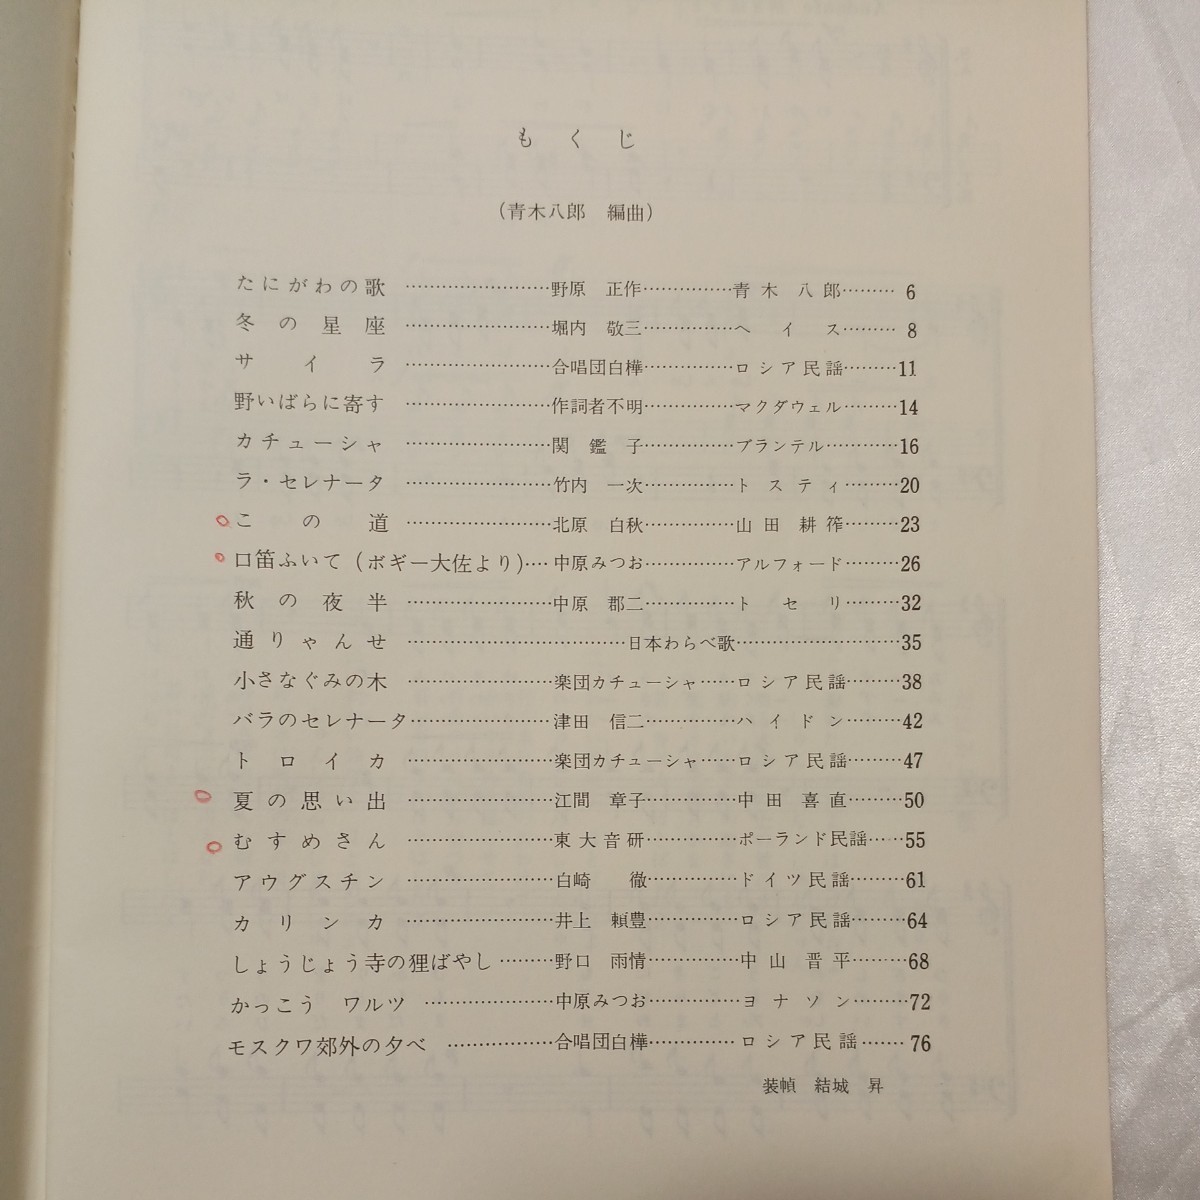 もくじ
(青木八郎 編曲)
たにがわの歌……………………野原 正作……………青木八郎………6
冬の星座……………………堀内 敬三……………ヘイス………8
サイラ……………………合唱団白樺……………ロシア民謡………11
野いばらに寄す……………………作詞者不明……………マクダウェル………14
カチューシャ……………………関 鑑子……………ブランテル…………16
ラ・セレナータ……………………竹内 一次……………トスティ………20
この道……………………北原 白秋……………山田耕筰………23
口笛ふいて(ボギー大佐より)‥‥中原みつお……………アルフォード………26
秋の夜半……………………中原 郡二……………トセリ………32
通りゃんせ………………………………日本わらべ歌………………………35
小さなぐみの木……………………楽団カチューシャ……ロシア民謡………38
バラのセレナータ……………………津田 信二……………ハイドン………42
トロイカ……………………楽団カチューシャ……ロシア民謡………47
夏の思い出……………………江間 章子……………中田喜直………50
むすめさん……………………東大音研……………ポーランド民謡……55
アウグスチン……………………白崎 徹……………ドイツ民謡………61
カリンカ……………………井上 頼豊……………ロシア民謡………64
しょうじょう寺の狸ばやし………野口 雨情……………中山晋平………68
かっこう ワルツ…………………中原みつお……………ヨナソン………72
モスクワ郊外の夕べ………………合唱団白樺……………ロシア民謡……76
装幀 結城 昇